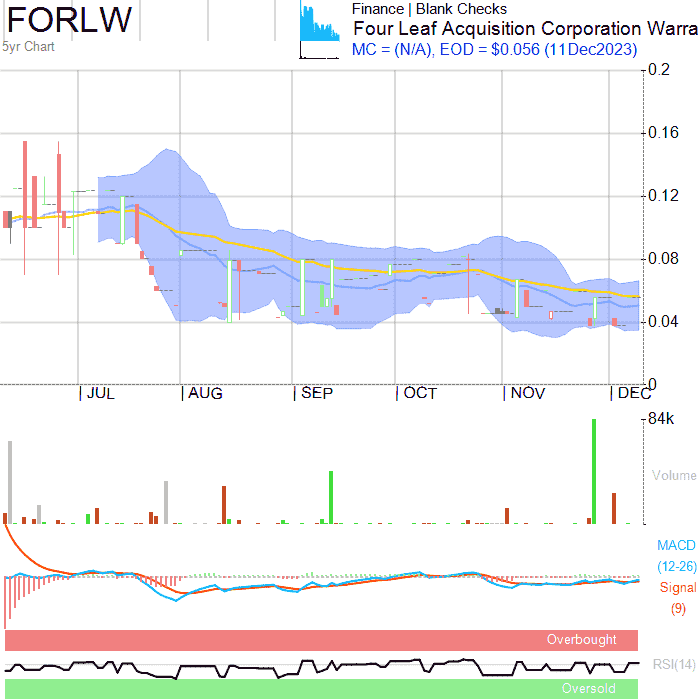 FORLW
5yr Chart
Finance | Blank Checks
Four Leaf Acquisition Corporation Warra
MC = (N/A), EOD = $0.056 (11Dec2023)
0.2
0.16
0.12
0.08
0.04
0
JUL AUG SEP OCT NOV DEC
84k
Volume
MACD
(12-26)
Signal
(9)
Overbought
RSI(14)
Oversold